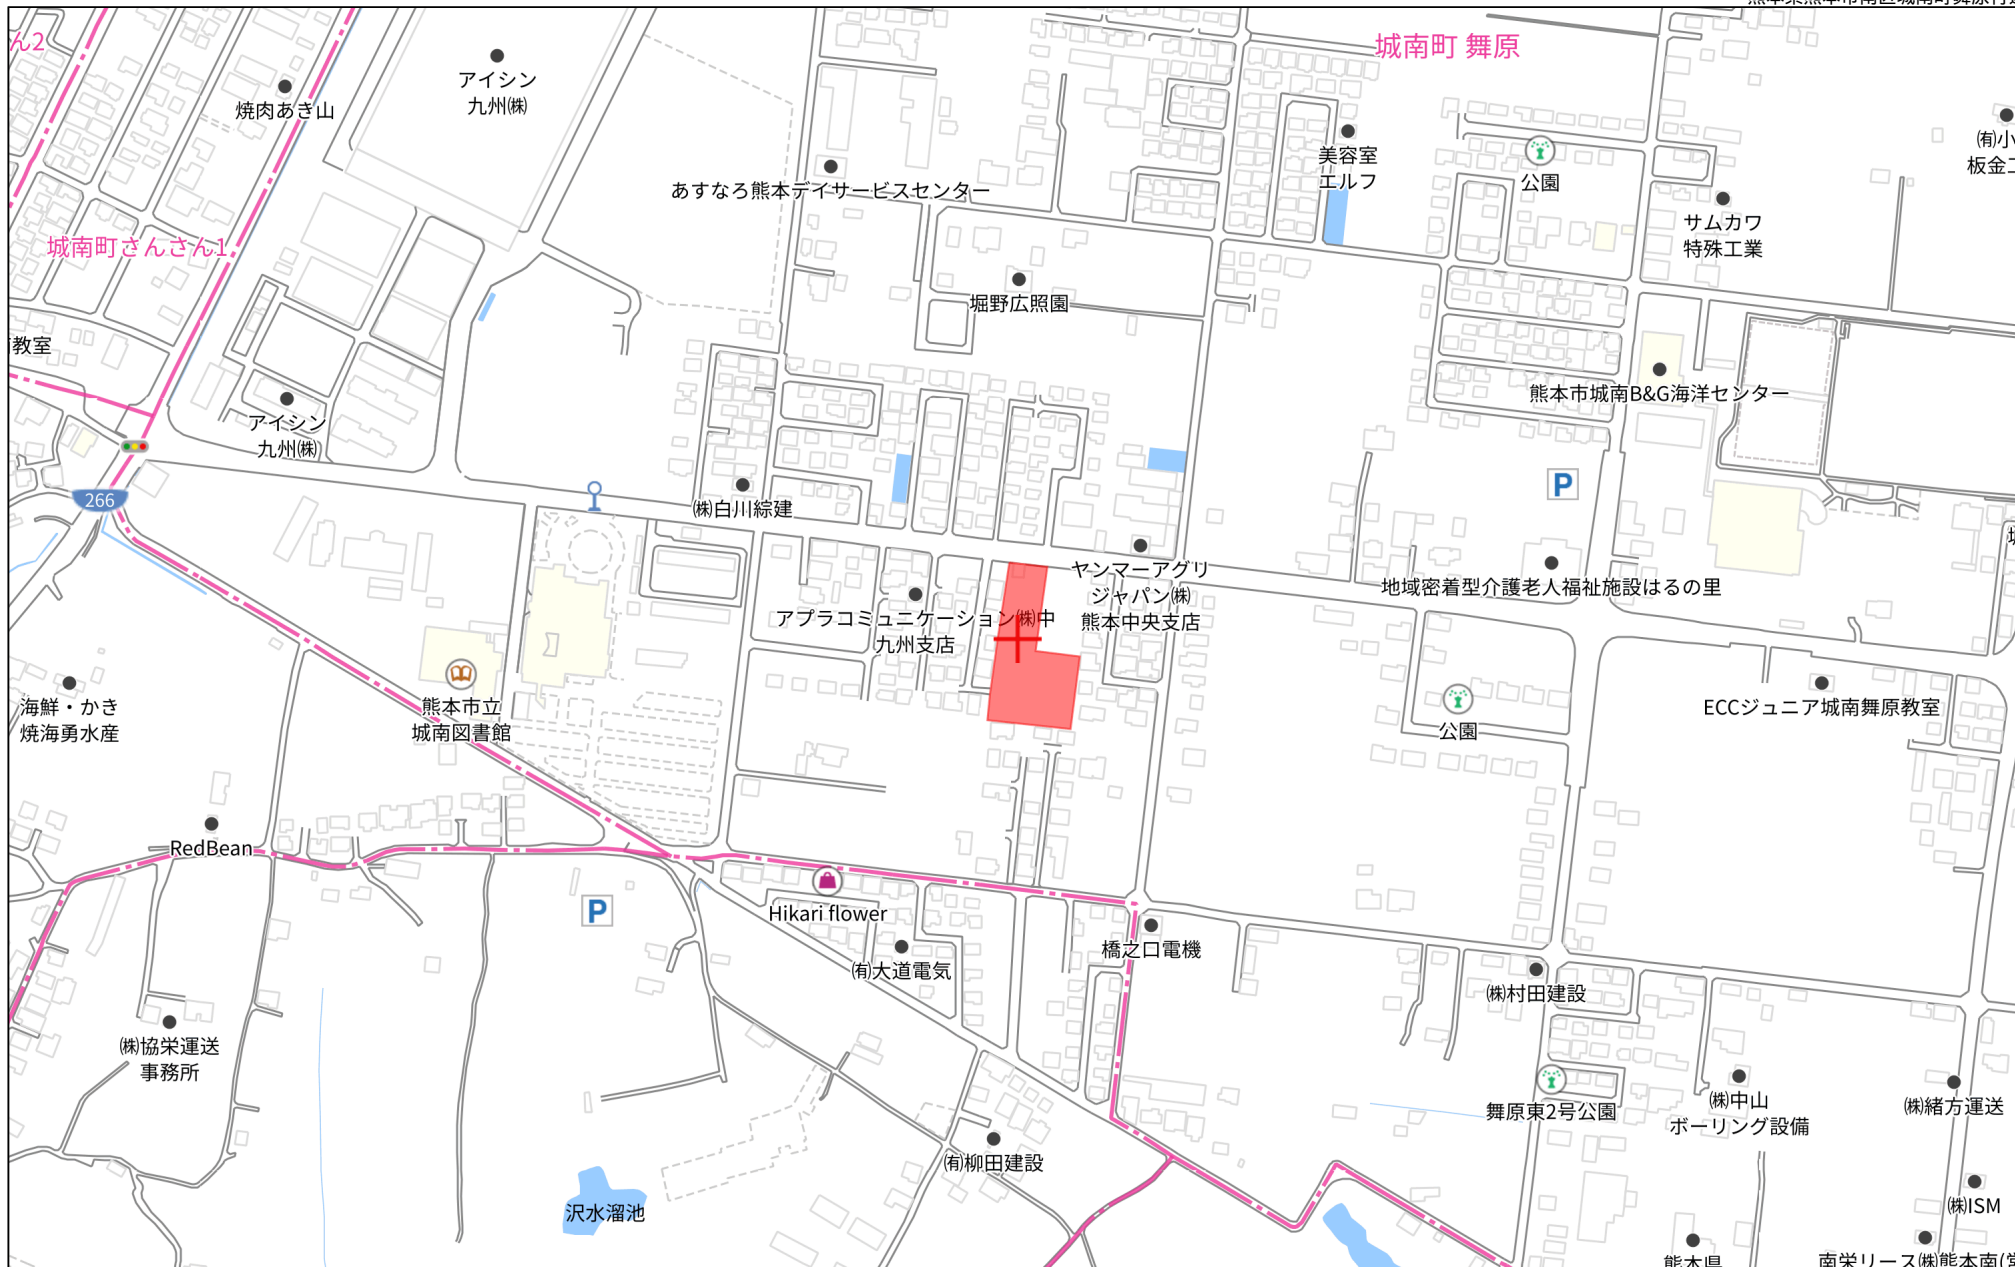 ん2
城南町 舞原
アイシン
九州㈱
焼肉あき山
㈲小
板金工
美容室
エルフ
公園
あすなろ熊本デイサービスセンター
サムカワ
特殊工業
城南町さんさん1
堀野広照園
教室
熊本市城南B&G海洋センター
アイシン
九州㈱
266
P
㈱白川綜建
ヤンマーアグリ
ジャパン㈱
熊本中央支店
地域密着型介護老人福祉施設はるの里
アプラコミュニケーション㈱中
九州支店
海鮮・かき
焼海勇水産
熊本市立
城南図書館
公園
ECCジュニア城南舞原教室
RedBean
Hikari flower
P
橋之口電機
㈲大道電気
㈱村田建設
㈱協栄運送
事務所
舞原東2号公園
㈱中山
ボーリング設備
㈱緒方運送
㈲柳田建設
沢水溜池
㈱ISM
熊本県
南栄リース㈱熊本南(営